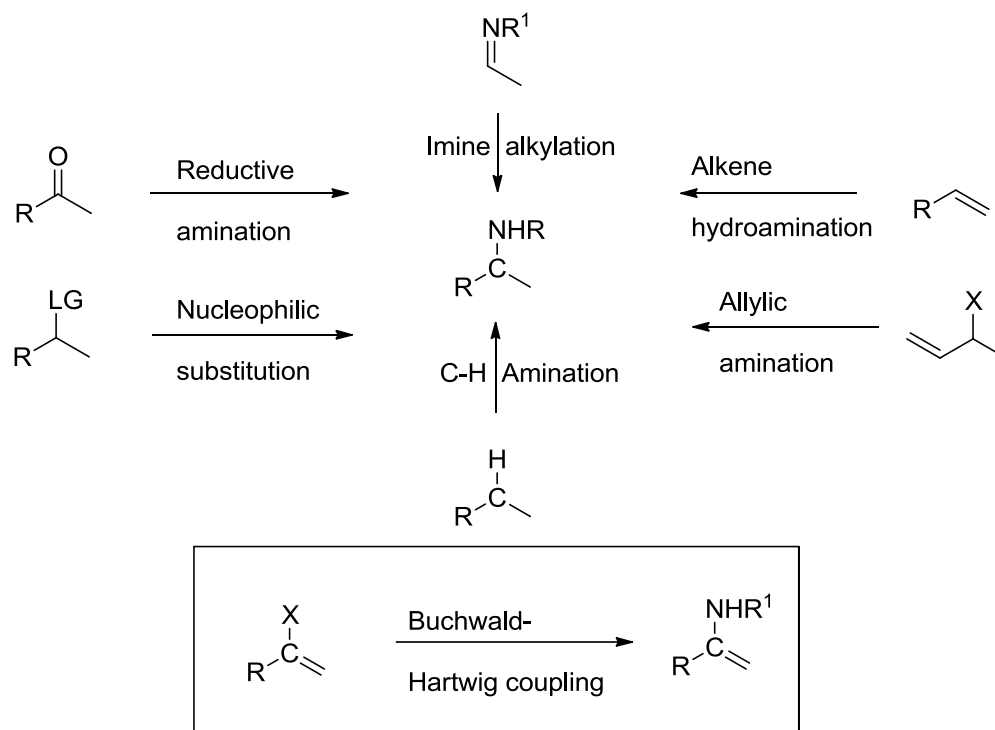 NR1
Imine alkylation
O
R
Reductive
amination
Alkene
hydroamination
R
NHR
C
R
LG
R
Nucleophilic
substitution
Allylic
amination
X
C-H Amination
H
C
R
X
C
R
Buchwald-
Hartwig coupling
NHR1
C
R